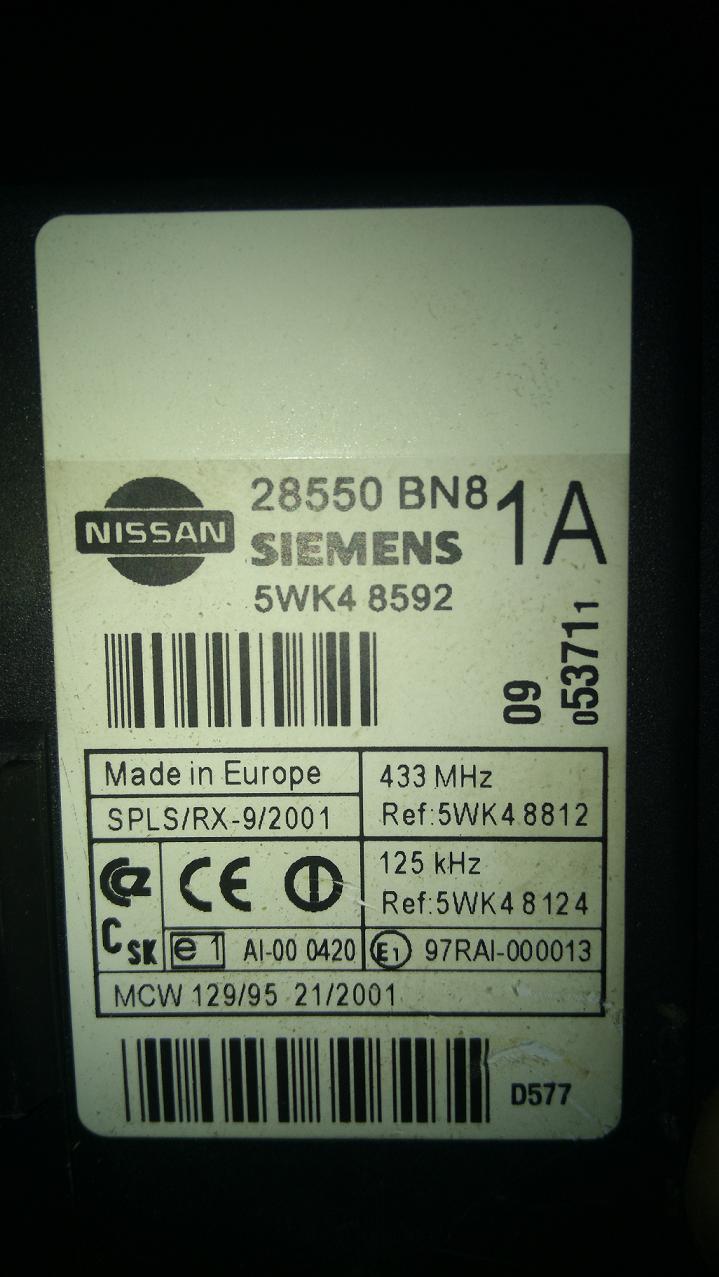 28550 BN8 1A
NISSAN
SIEMENS
5WK4 8592
09
053711
Made in Europe
433 MHz
SPLS/RX-9/2001
Ref:5WK4 8812
CE
125 kHz
Ref:5WK4 8124
C SK
e1 AI-00 0420
E1 97RAI-000013
MCW 129/95 21/2001
D577